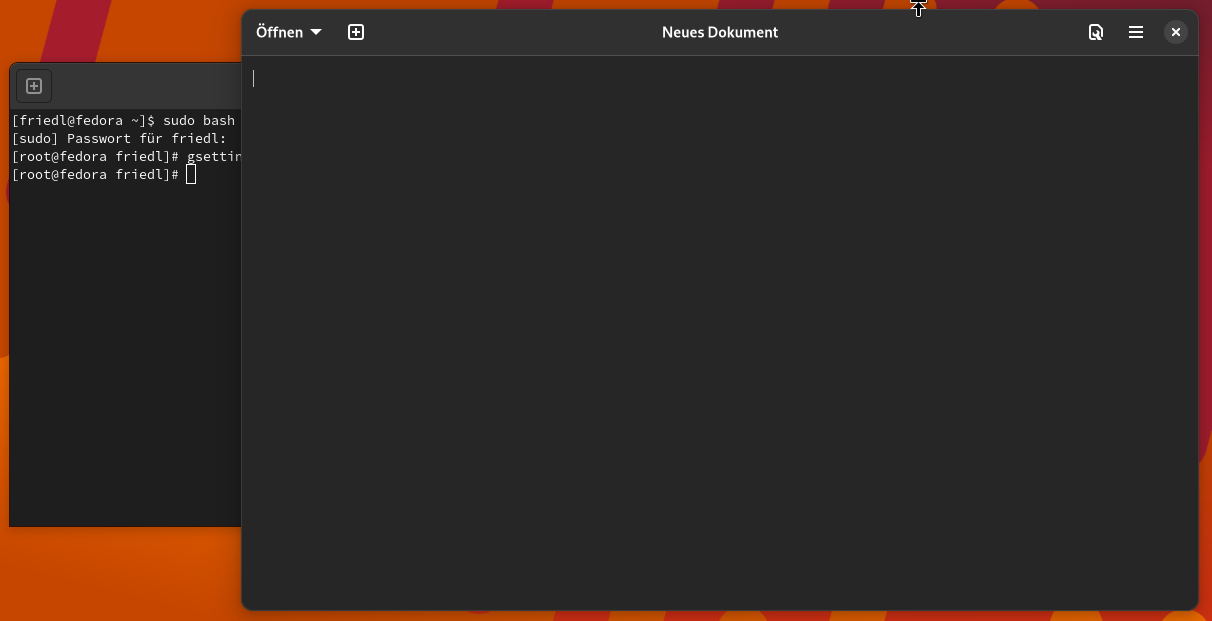 Öffnen
Neues Dokument
[friedl@fedora ~]$ sudo bash
[sudo] Passwort für friedl:
[root@fedora friedl]# gsettin
[root@fedora friedl]#